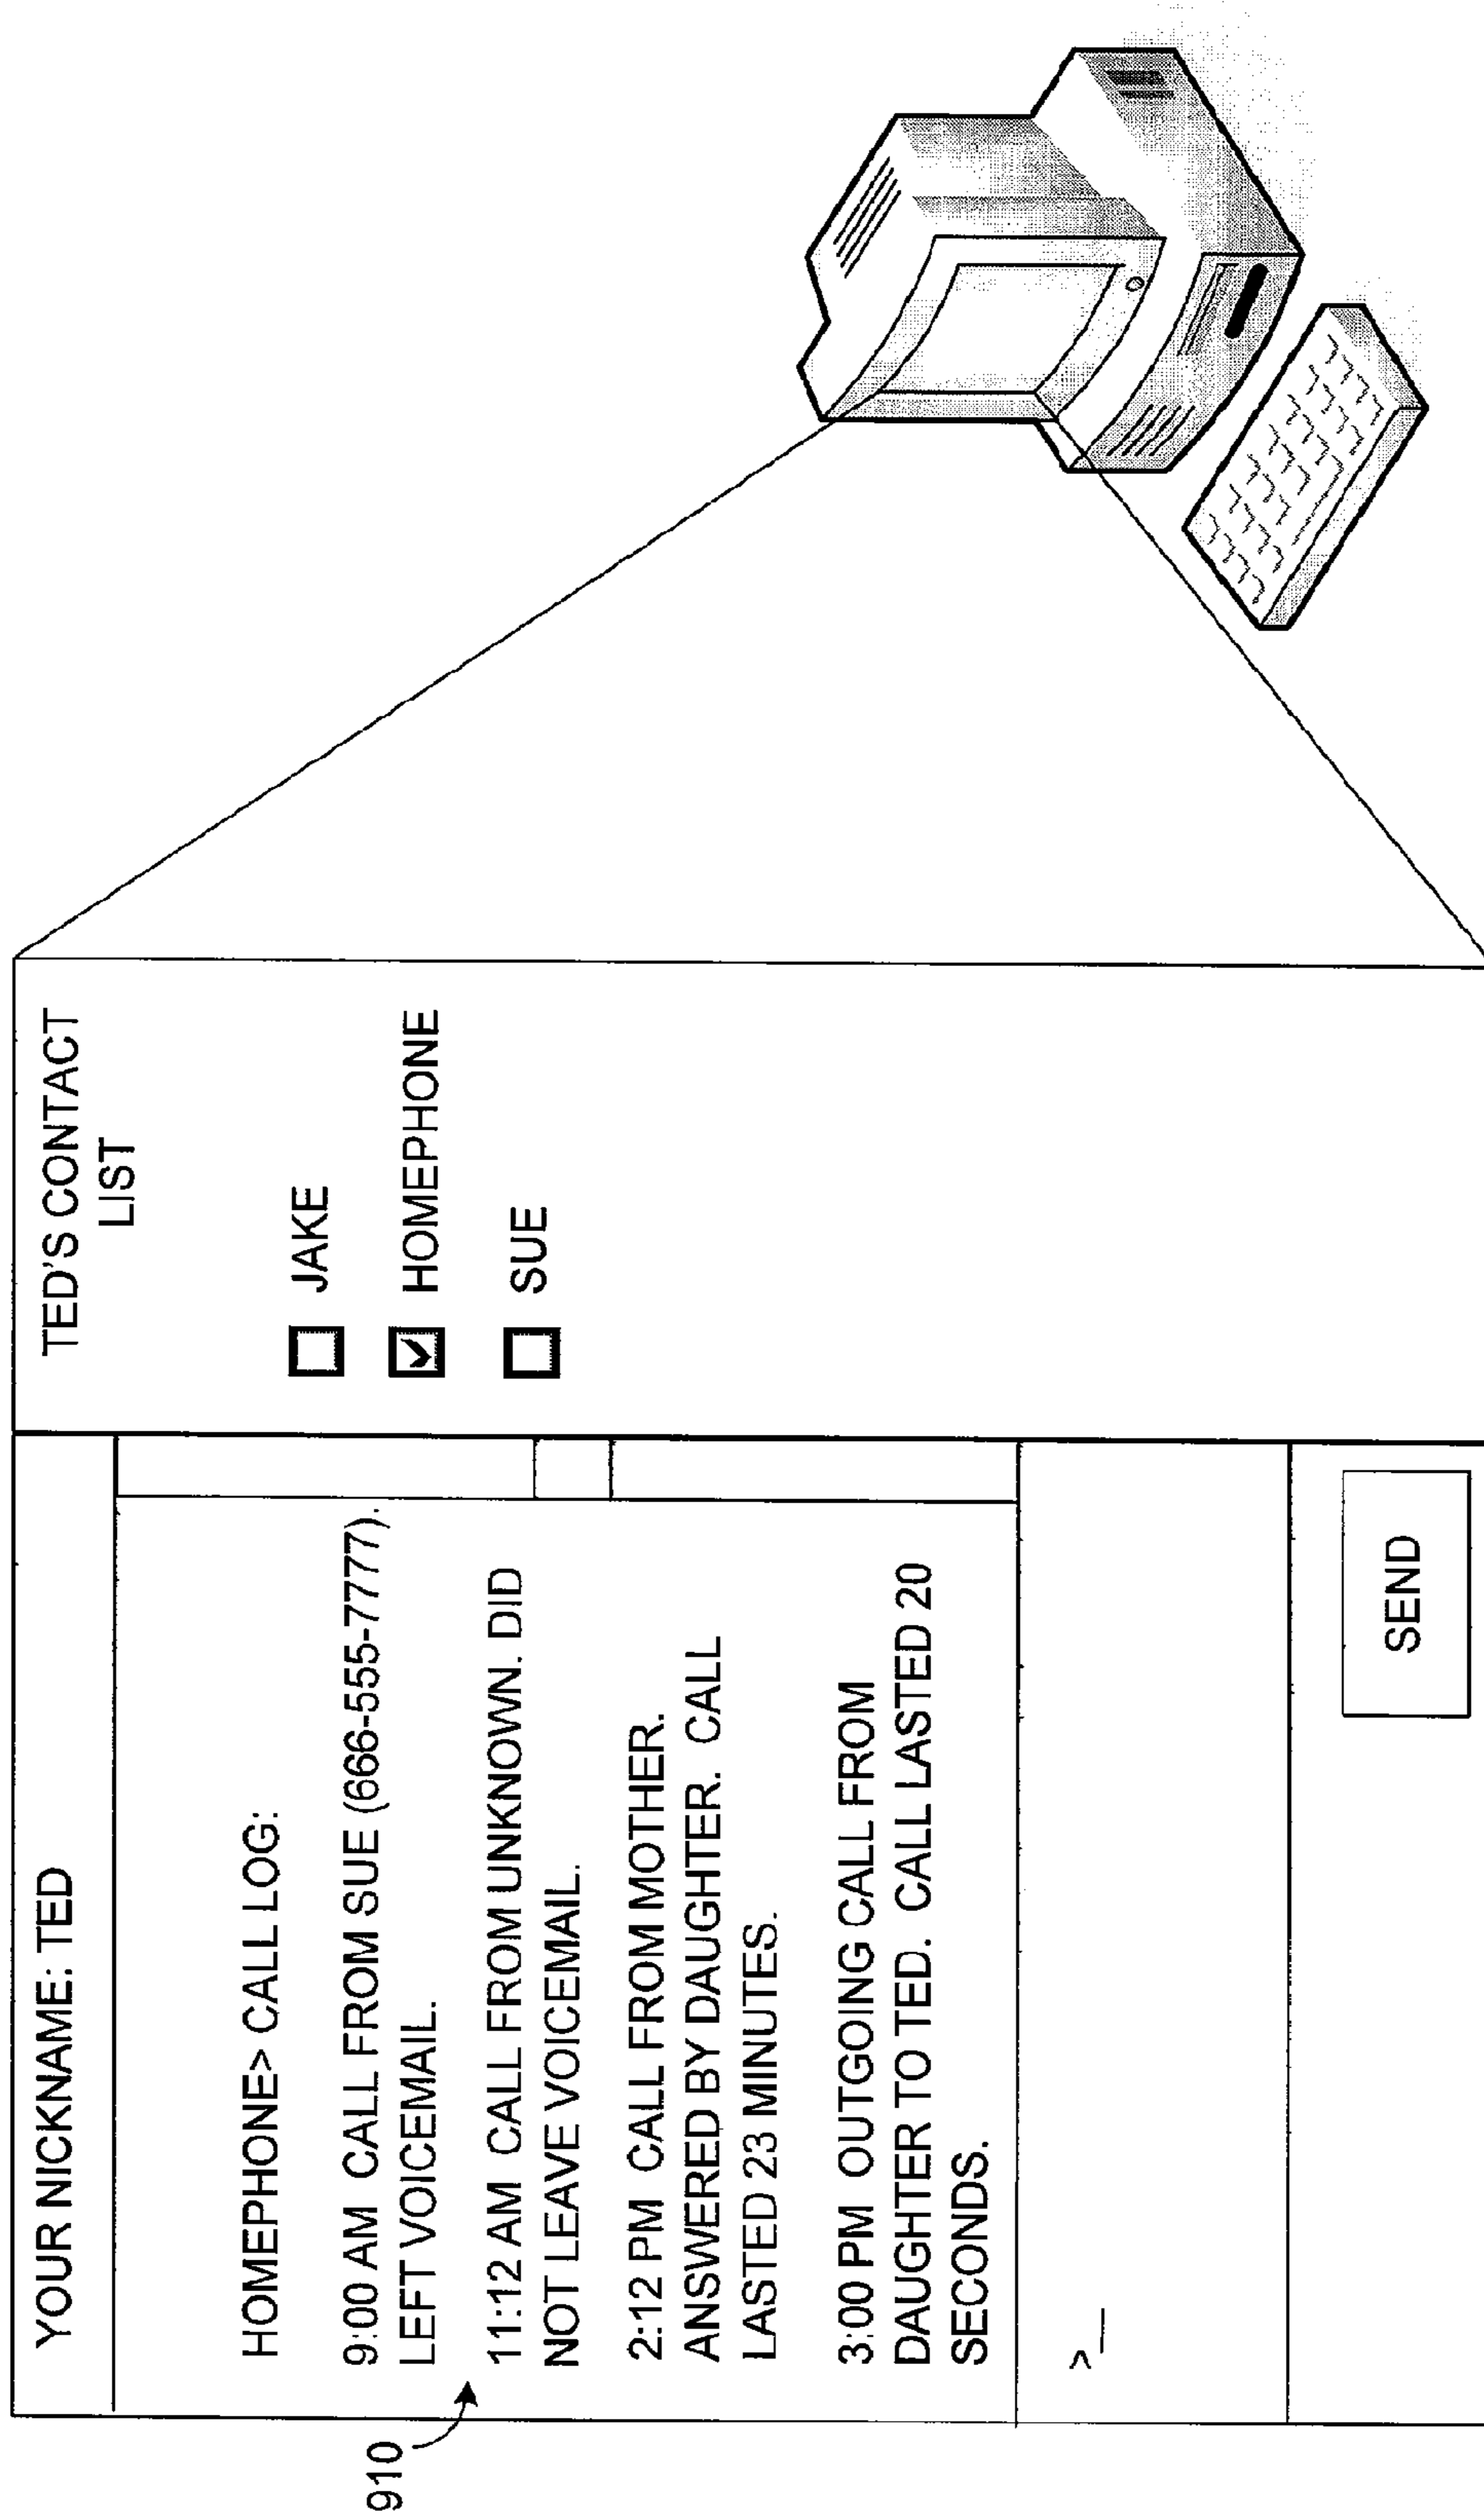 YOUR NICKNAME: TED
HOMEPHONE> CALL LOG:
9:00 AM CALL FROM SUE (666-555-7777).
LEFT VOICEMAIL.
11:12 AM CALL FROM UNKNOWN. DID
NOT LEAVE VOICEMAIL.
2:12 PM CALL FROM MOTHER.
ANSWERED BY DAUGHTER. CALL
LASTED 23 MINUTES.
3:00 PM OUTGOING CALL FROM
DAUGHTER TO TED. CALL LASTED 20
SECONDS.
>_
SEND
TED'S CONTACT
LIST
JAKE
HOMEPHONE
SUE
910